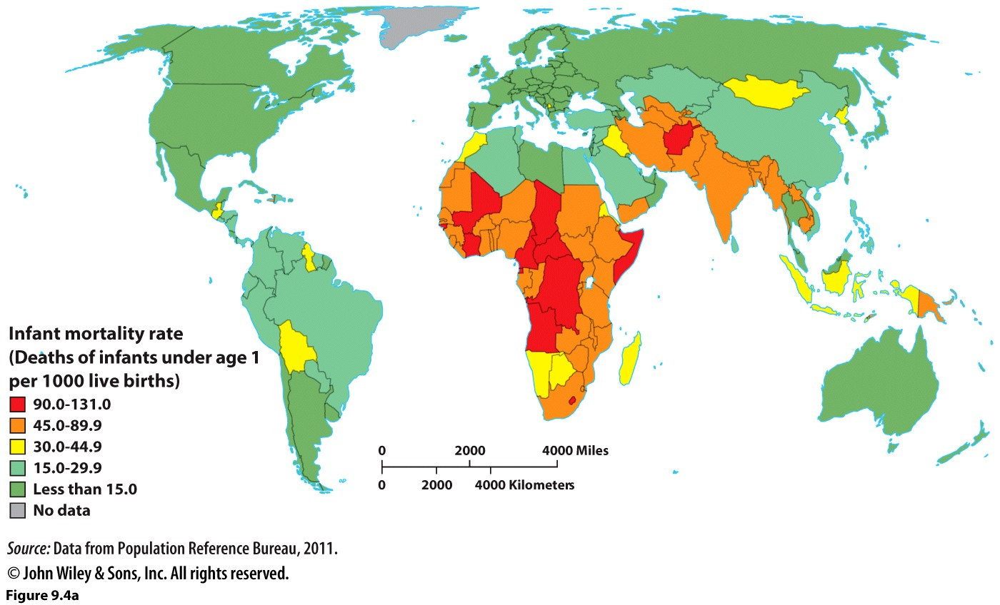 Infant mortality rate
(Deaths of infants under age 1
per 1000 live births)
90.0-131.0
45.0-89.9
30.0-44.9
15.0-29.9
Less than 15.0
No data
0 2000 4000 Miles
0 2000 4000 Kilometers
Source: Data from Population Reference Bureau, 2011.
© John Wiley & Sons, Inc. All rights reserved.
Figure 9.4a